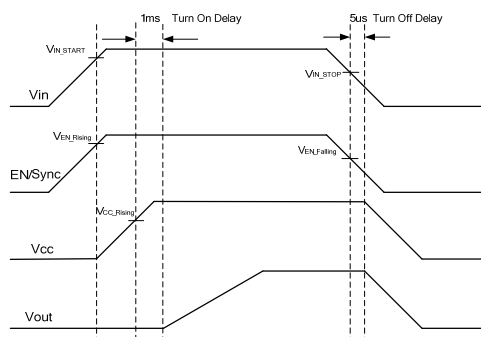 1ms Turn On Delay
5us Turn Off Delay
VIN_START
VIN_STOP
Vin
VEN_Rising
VEN_Falling
EN/Sync
VCC_Rising
Vcc
Vout